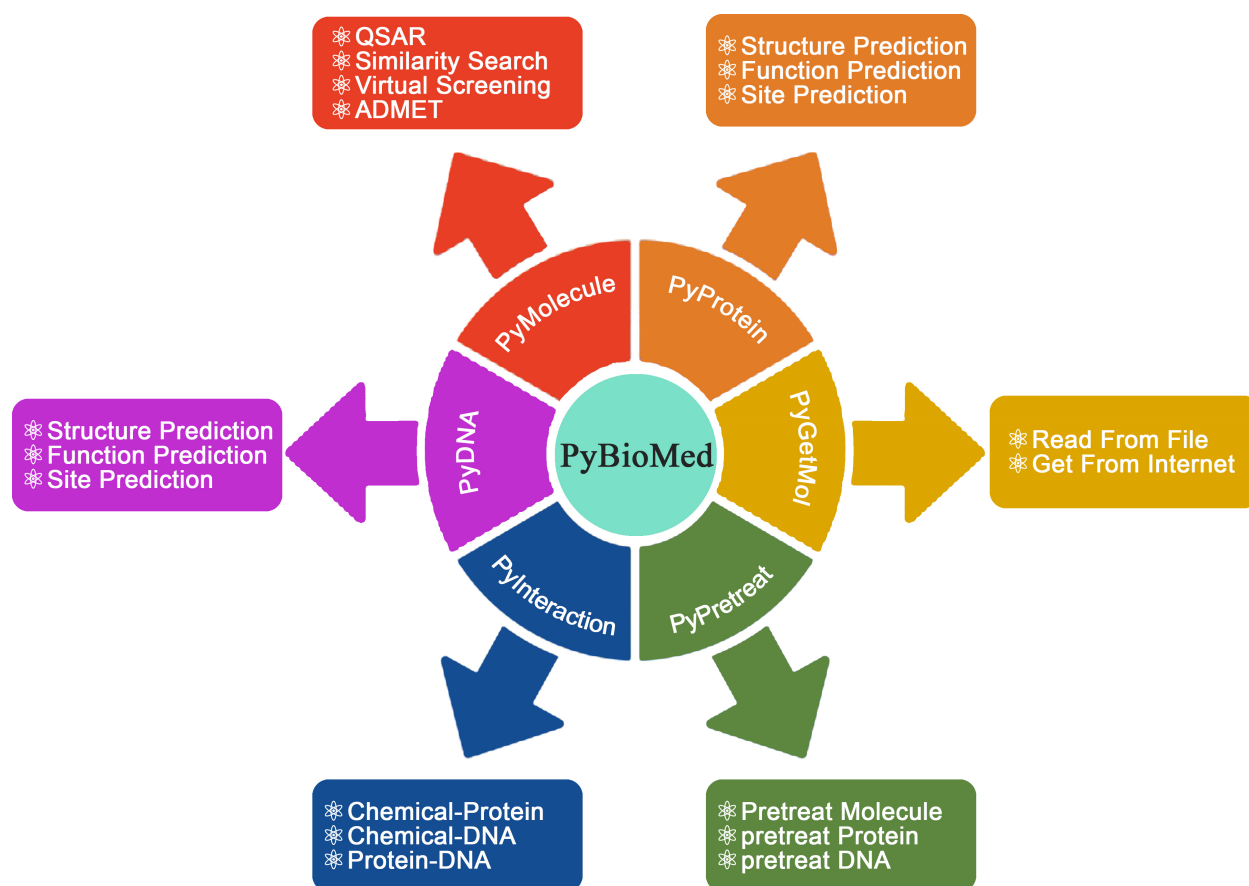 QSAR
Similarity Search
Virtual Screening
ADMET
Structure Prediction
Function Prediction
Site Prediction
PyMolecule
PyProtein
PyDNA
PyBioMed
PyGetMol
PyInteraction
PyPretreat
Structure Prediction
Function Prediction
Site Prediction
Read From File
Get From Internet
Chemical-Protein
Chemical-DNA
Protein-DNA
Pretreat Molecule
pretreat Protein
pretreat DNA